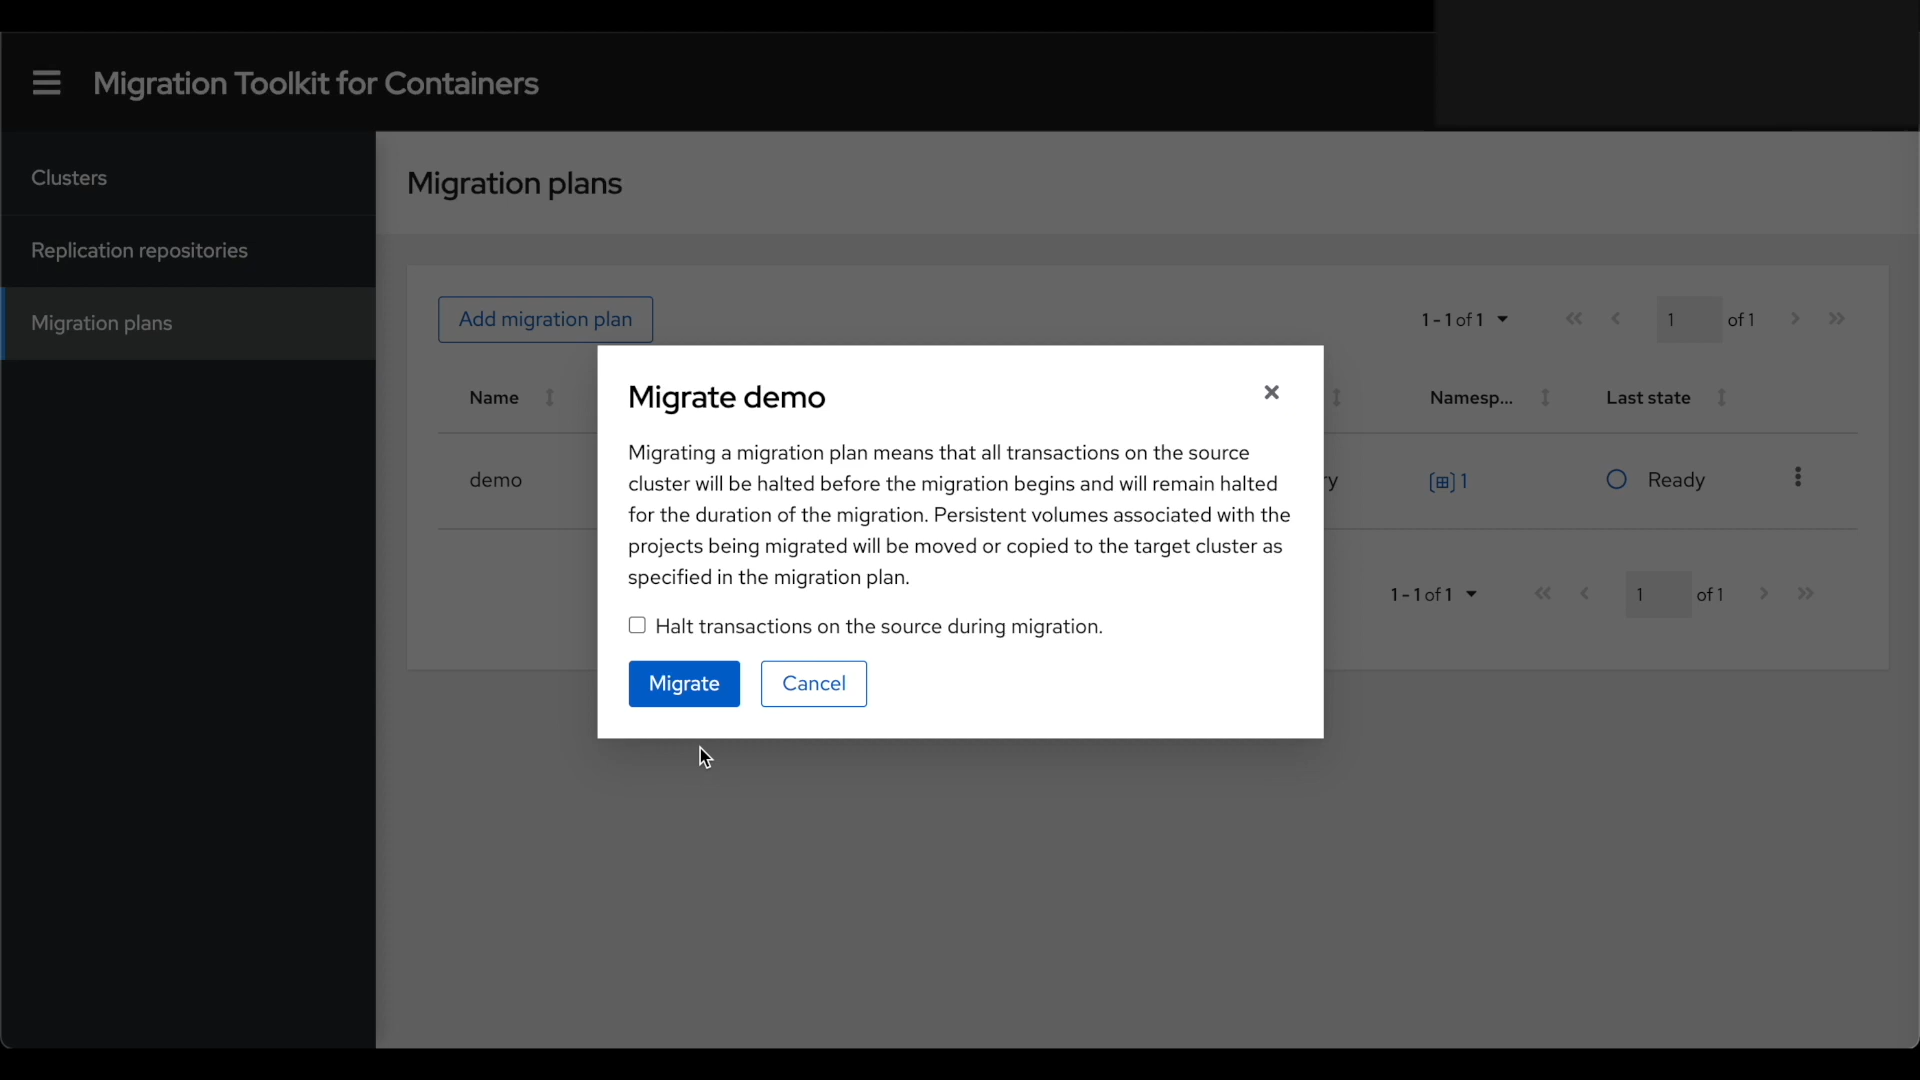 Migration Toolkit for Containers
Clusters
Replication repositories
Migration plans
Migration plans
Add migration plan
1 - 1 of 1
1
of 1
Name
Namesp...
Last state
demo
ry
1
Ready
1 - 1 of 1
1
of 1
Migrate demo
Migrating a migration plan means that all transactions on the source
cluster will be halted before the migration begins and will remain halted
for the duration of the migration. Persistent volumes associated with the
projects being migrated will be moved or copied to the target cluster as
specified in the migration plan.
Halt transactions on the source during migration.
Migrate
Cancel